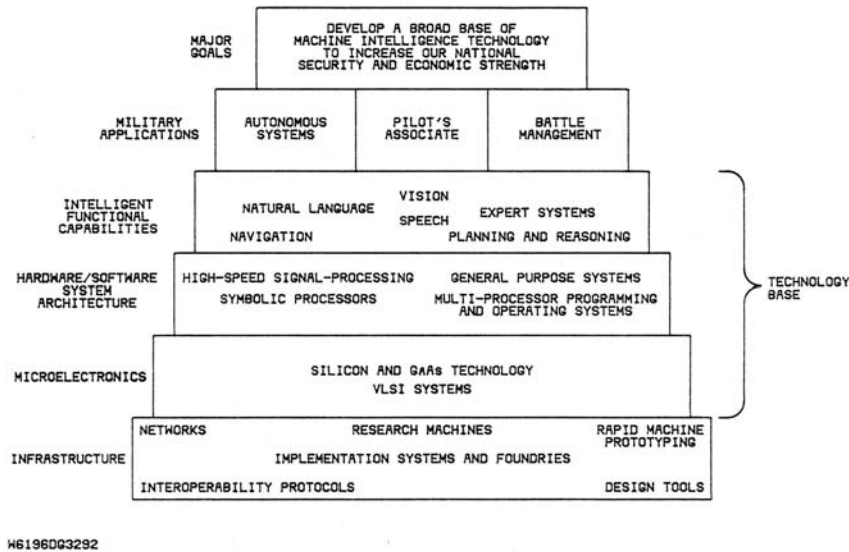 MAJOR
GOALS
DEVELOP A BROAD BASE OF
MACHINE INTELLIGENCE TECHNOLOGY
TO INCREASE OUR NATIONAL
SECURITY AND ECONOMIC STRENGTH
MILITARY
APPLICATIONS
AUTONOMOUS
SYSTEMS
PILOT'S
ASSOCIATE
BATTLE
MANAGEMENT
INTELLIGENT
FUNCTIONAL
CAPABILITIES
VISION
NATURAL LANGUAGE
SPEECH
EXPERT SYSTEMS
NAVIGATION
PLANNING AND REASONING
HARDWARE/SOFTWARE
SYSTEM
ARCHITECTURE
HIGH-SPEED SIGNAL-PROCESSING
GENERAL PURPOSE SYSTEMS
SYMBOLIC PROCESSORS
MULTI-PROCESSOR PROGRAMMING
AND OPERATING SYSTEMS
TECHNOLOGY
BASE
MICROELECTRONICS
SILICON AND GaAs TECHNOLOGY
VLSI SYSTEMS
INFRASTRUCTURE
NETWORKS
RESEARCH MACHINES
RAPID MACHINE
PROTOTYPING
IMPLEMENTATION SYSTEMS AND FOUNDRIES
INTEROPERABILITY PROTOCOLS
DESIGN TOOLS
W6196DG3292